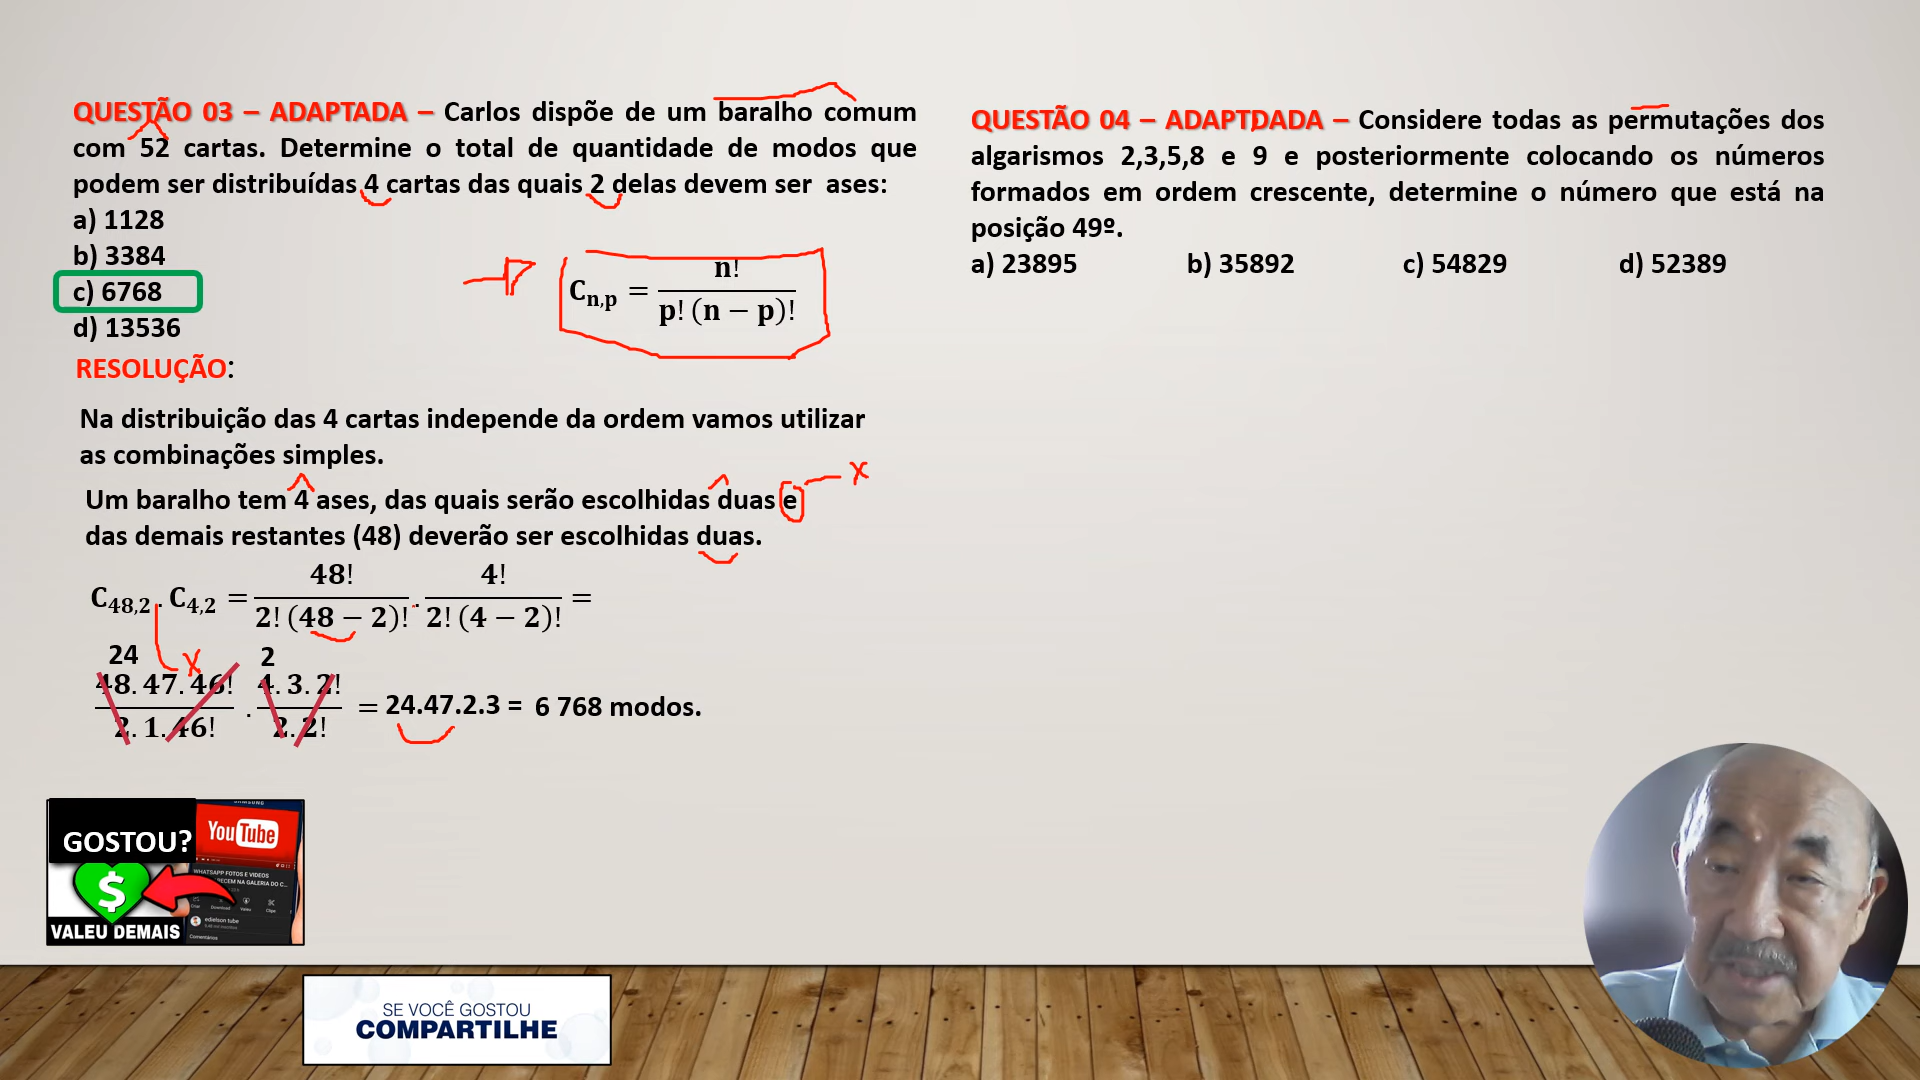 QUESTÃO 03 – ADAPTADA – Carlos dispõe de um baralho comum
com 52 cartas. Determine o total de quantidade de modos que
podem ser distribuídas 4 cartas das quais 2 delas devem ser ases:
a) 1128
b) 3384
c) 6768
d) 13536
C n,p = n! / p! (n − p)!
RESOLUÇÃO:
Na distribuição das 4 cartas independe da ordem vamos utilizar
as combinações simples.
x
Um baralho tem 4 ases, das quais serão escolhidas duas e
das demais restantes (48) deverão ser escolhidas duas.
C48,2 . C4,2 = 48! / 2! (48 − 2)! . 4! / 2! (4 − 2)! =
24 x 2
48. 47. 46! / 2. 1. 46! . 4. 3. 2! / 2. 2! = 24.47.2.3 = 6 768 modos.
QUESTÃO 04 – ADAPTDADA – Considere todas as permutações dos
algarismos 2,3,5,8 e 9 e posteriormente colocando os números
formados em ordem crescente, determine o número que está na
posição 49º.
a) 23895 b) 35892 c) 54829 d) 52389
GOSTOU?
YouTube
WHATSAPP FOTOS E VIDEOS
Download
edielson tube
Comentários
$
VALEU DEMAIS
SE VOCÊ GOSTOU
COMPARTILHE